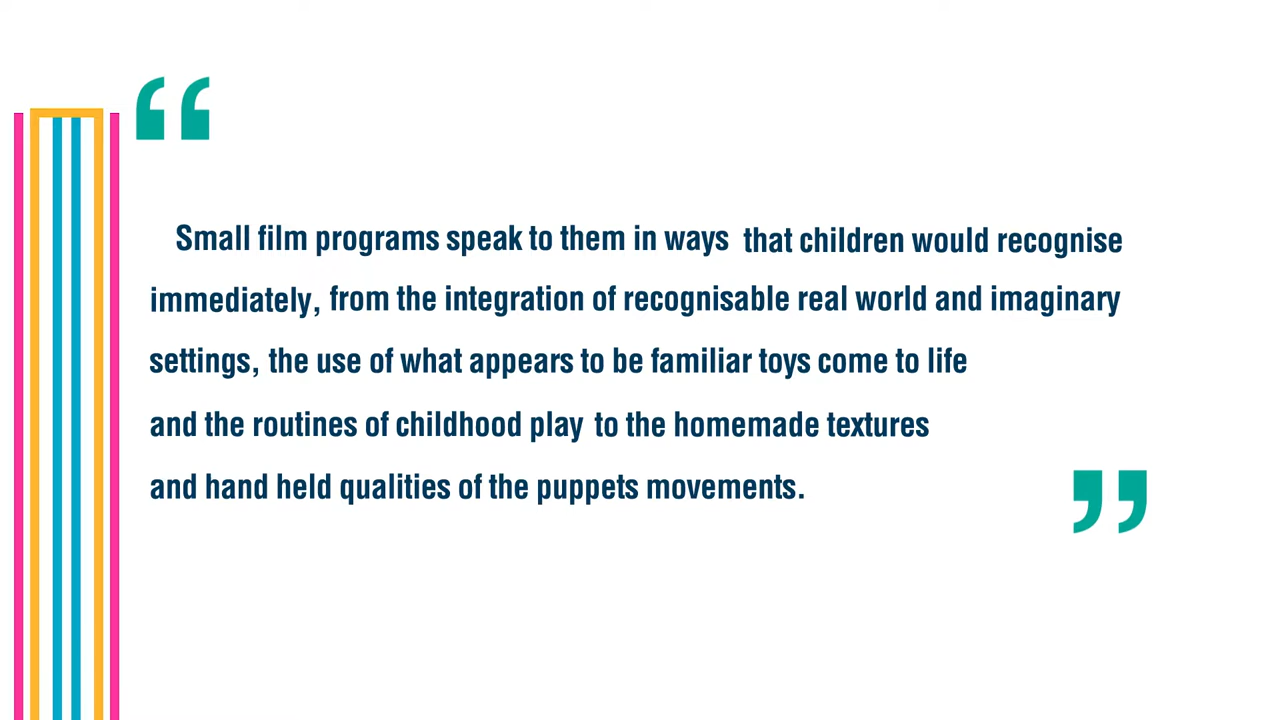 “
Small film programs speak to them in ways that children would recognise
immediately, from the integration of recognisable real world and imaginary
settings, the use of what appears to be familiar toys come to life
and the routines of childhood play to the homemade textures
and hand held qualities of the puppets movements.
”